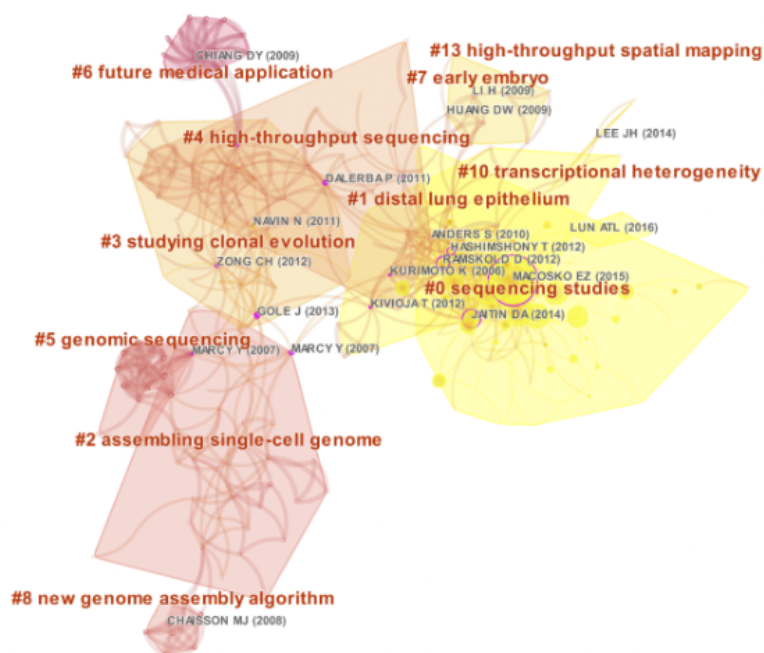 #13 high-throughput spatial mapping
CHIANG DY (2009)
#6 future medical application
#7 early embryo
LI H (2009)
HUANG DW (2009)
LEE JH (2014)
#4 high-throughput sequencing
#10 transcriptional heterogeneity
DALERBA P (2011)
#1 distal lung epithelium
NAVIN N (2011)
LUN ATL (2016)
ANDERS S (2010)
#3 studying clonal evolution
HASHIMSHONY T (2012)
RAMSKOLD D (2012)
ZONG CH (2012)
KURIMOTO K (2006)
MACOSKO EZ (2015)
#0 sequencing studies
KIVIOJA T (2012)
GOLE J (2013)
JAITIN DA (2014)
#5 genomic sequencing
MARCY Y (2007)
MARCY Y (2007)
#2 assembling single-cell genome
#8 new genome assembly algorithm
CHAISSON MJ (2008)